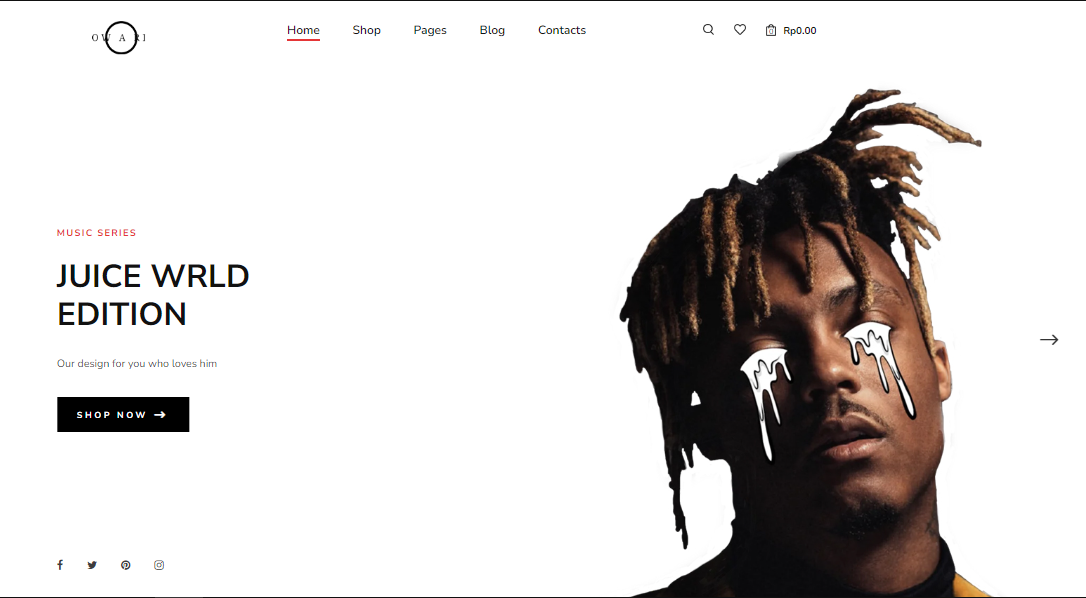 OWARI
Home Shop Pages Blog Contacts
0 Rp0.00
MUSIC SERIES
JUICE WRLD
EDITION
Our design for you who loves him
SHOP NOW